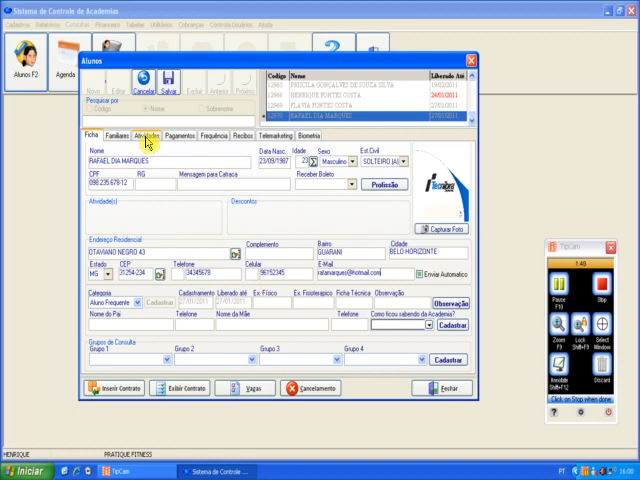 Sistema de Controle de Academias
Cadastros Relatórios Consultas Financeiro Tabelas Utilitários Cobranças Controle Usuários Ajuda
Alunos F2
Agenda
Alunos
Novo Editar Cancelar Salvar Excluir Anterior Próximo
Pesquisar por
Código Nome Sobrenome
Código Nome Liberado Até
12965 PRISCILA GONÇALVES DE SOUZA SILVA 19/02/2011
12968 HENRIQUE FONTES COSTA 24/01/2011
12969 FLAVIA FONTES COSTA 27/01/2011
12970 RAFAEL DIA MARQUES 27/01/2011
Ficha Familiares Atividades Pagamentos Frequência Recibos Telemarketing Biometria
Nome Data Nasc. Idade Sexo Est.Civil
RAFAEL DIA MARQUES 23/09/1987 23 Masculino SOLTEIRO (A)
CPF RG Mensagem para Catraca Receber Boleto
098.235.678-12 Profissão
Tecnibra
Atividade(s) Descontos
Capturar Foto
Endereço Residencial Complemento Bairro Cidade
OTAVIANO NEGRO 43 GUARANI BELO HORIZONTE
Estado CEP Telefone Celular E-Mail
MG 31254-234 34345678 96152345 rafamarques@hotmail.com Enviar Automatico
Categoria Cadastramento Liberado até Ex. Físico Ex. Fisioterapico Ficha Técnica Observação
Aluno Frequente Cadastrar 27/01/2011 27/01/2011 Observação
Nome do Pai Telefone Nome da Mãe Telefone Como ficou sabendo da Academia?
Cadastrar
Grupos de Consulta
Grupo 1 Grupo 2 Grupo 3 Grupo 4
Cadastrar
Inserir Contrato Exibir Contrato Vagas Cancelamento Fechar
TipCam
1:49
Pause F10
Stop
Zoom F9
Lock Shift+F9
Select Window
Annotate Shift+F12
Discard
Click on Stop when done
HENRIQUE PRATIQUE FITNESS
Iniciar TipCam Sistema de Controle ... PT 16:00